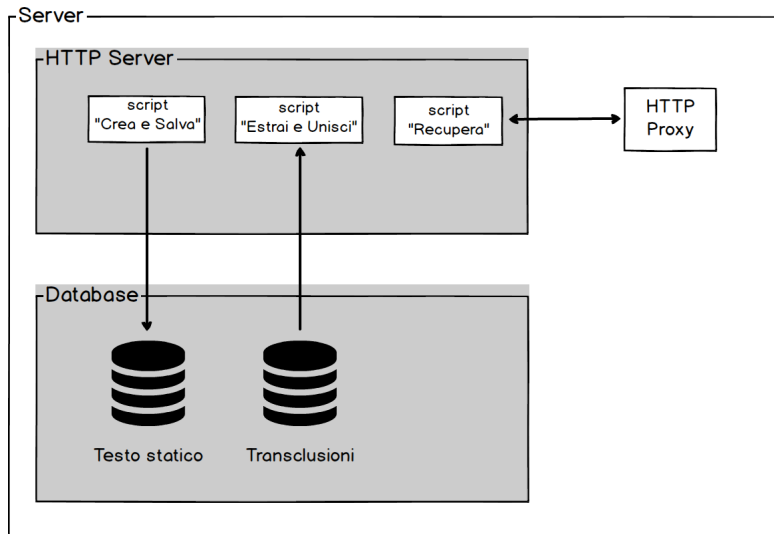 Server
HTTP Server
script
"Crea e Salva"
script
"Estrai e Unisci"
script
"Recupera"
HTTP
Proxy
Database
Testo statico
Transclusioni